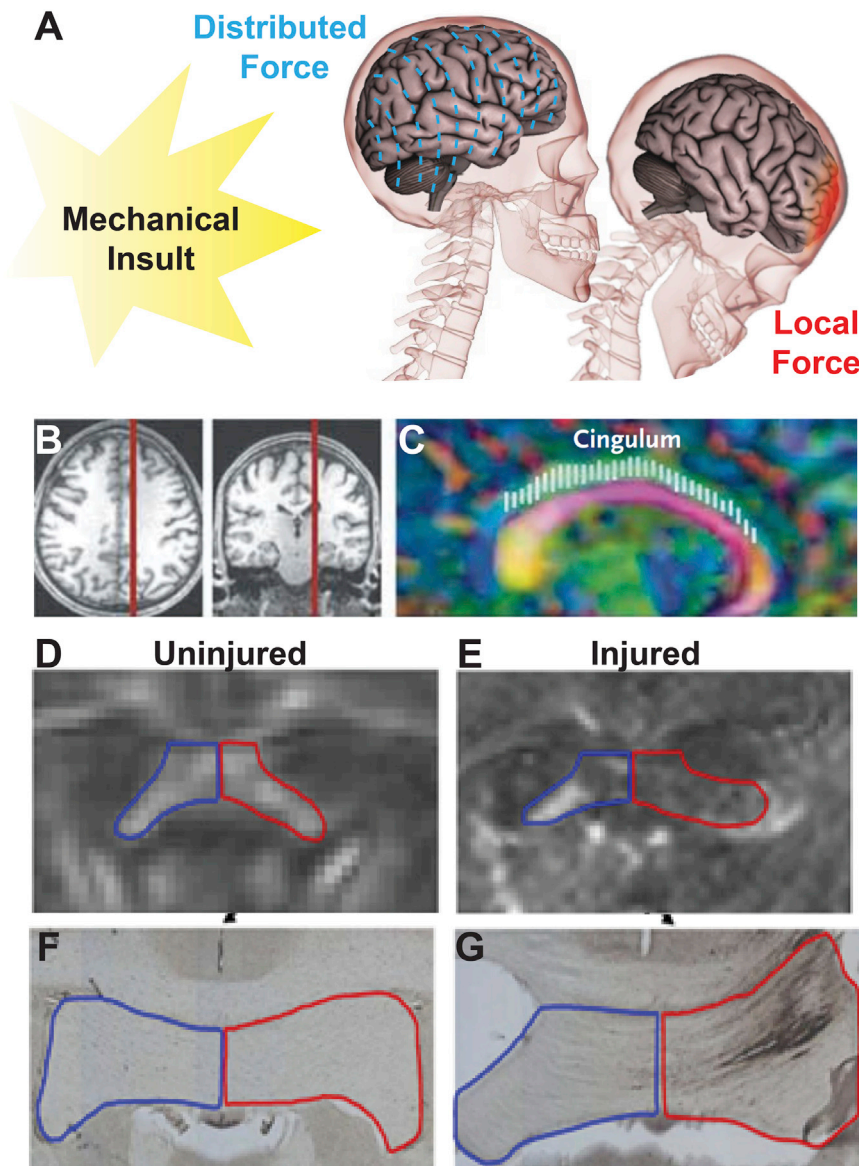 A
Distributed
Force
Mechanical
Insult
Local
Force
B
C
Cingulum
D
Uninjured
E
Injured
F
G